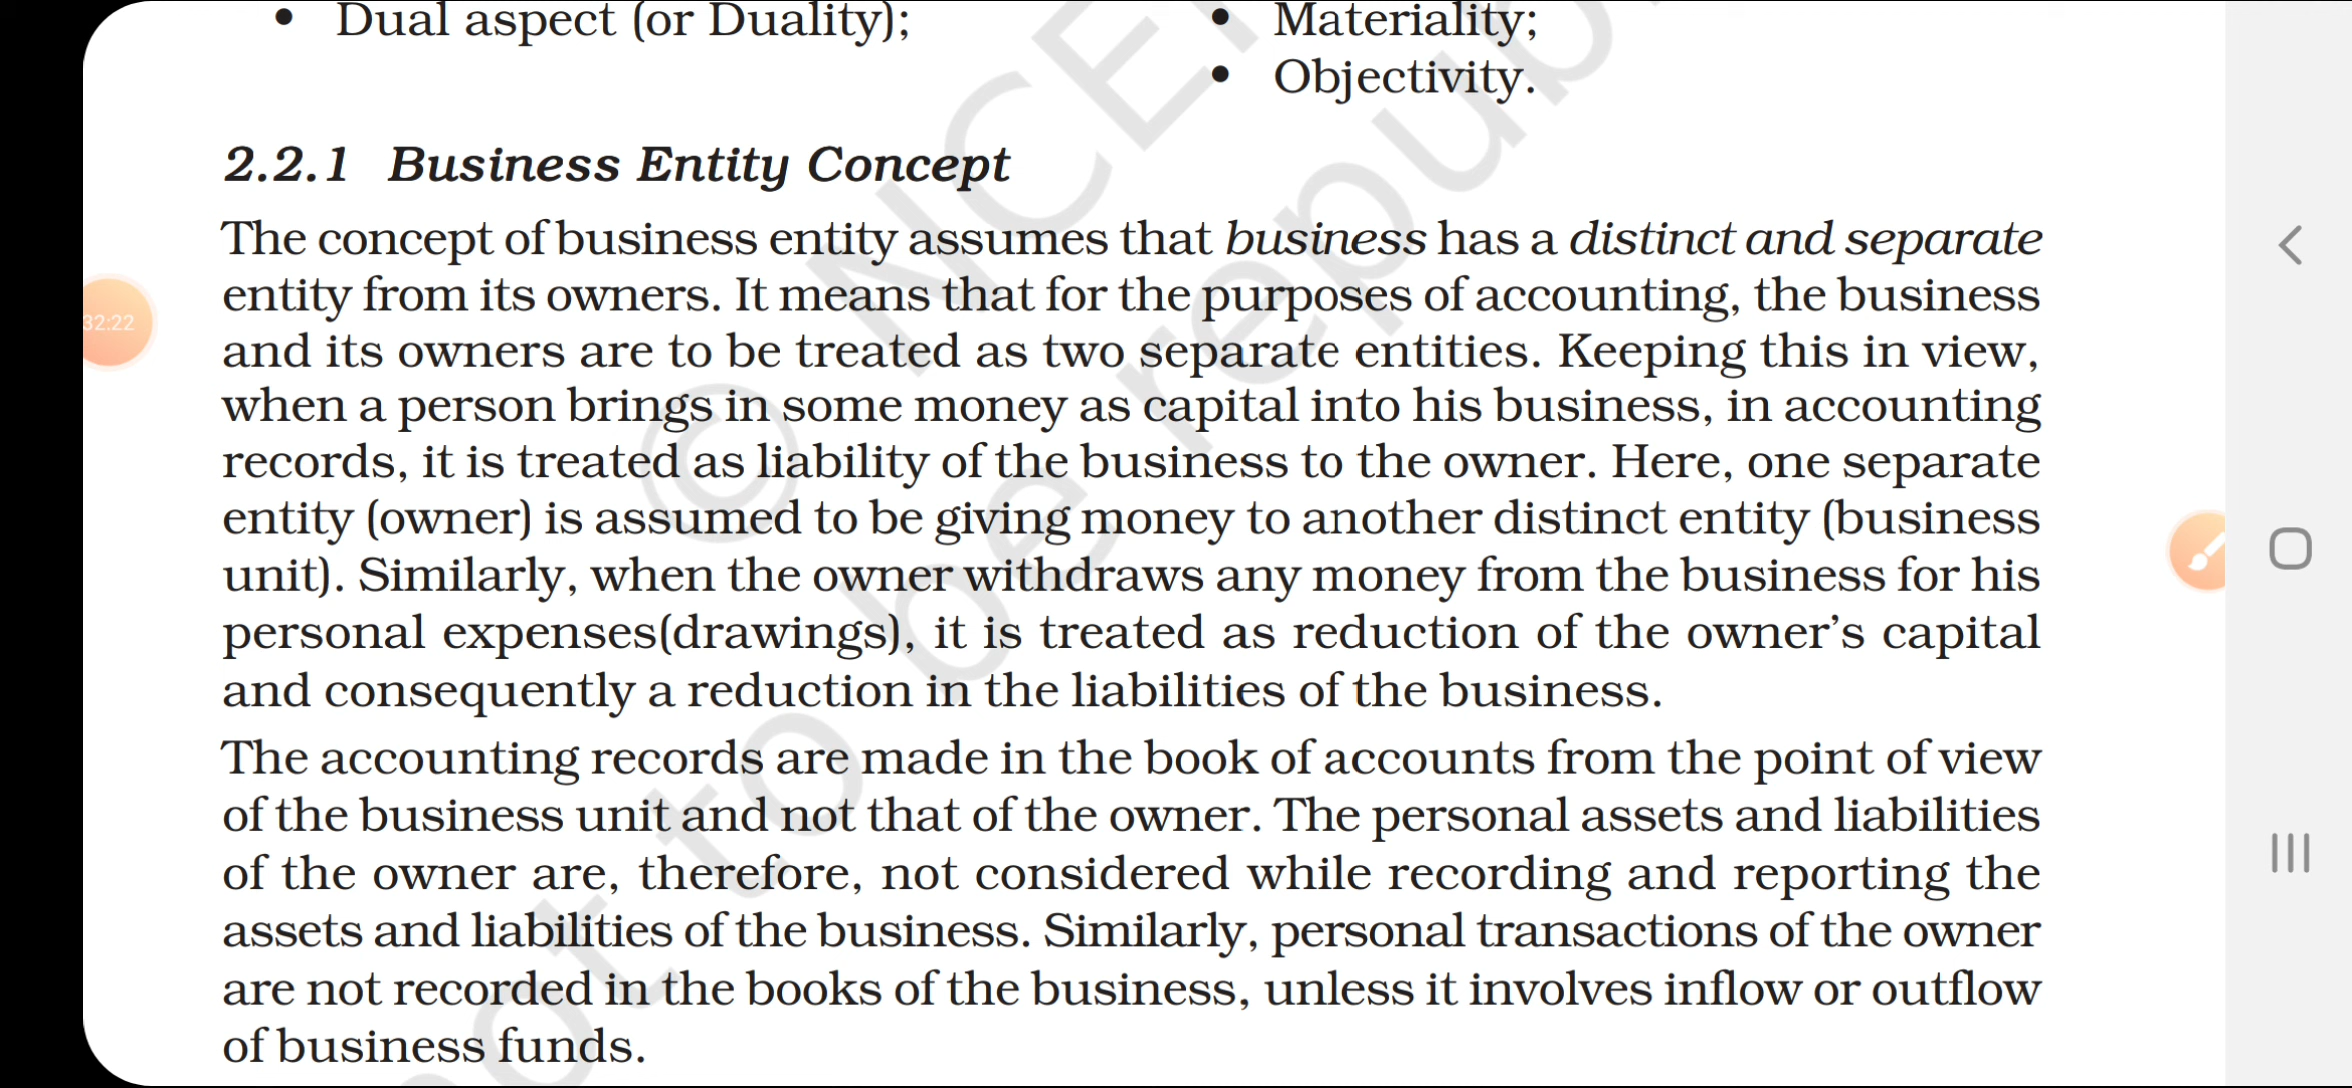 • Dual aspect (or Duality);
• Materiality;
• Objectivity.
2.2.1 Business Entity Concept
The concept of business entity assumes that business has a distinct and separate
entity from its owners. It means that for the purposes of accounting, the business
and its owners are to be treated as two separate entities. Keeping this in view,
when a person brings in some money as capital into his business, in accounting
records, it is treated as liability of the business to the owner. Here, one separate
entity (owner) is assumed to be giving money to another distinct entity (business
unit). Similarly, when the owner withdraws any money from the business for his
personal expenses(drawings), it is treated as reduction of the owner's capital
and consequently a reduction in the liabilities of the business.
The accounting records are made in the book of accounts from the point of view
of the business unit and not that of the owner. The personal assets and liabilities
of the owner are, therefore, not considered while recording and reporting the
assets and liabilities of the business. Similarly, personal transactions of the owner
are not recorded in the books of the business, unless it involves inflow or outflow
of business funds.
32:22
to be